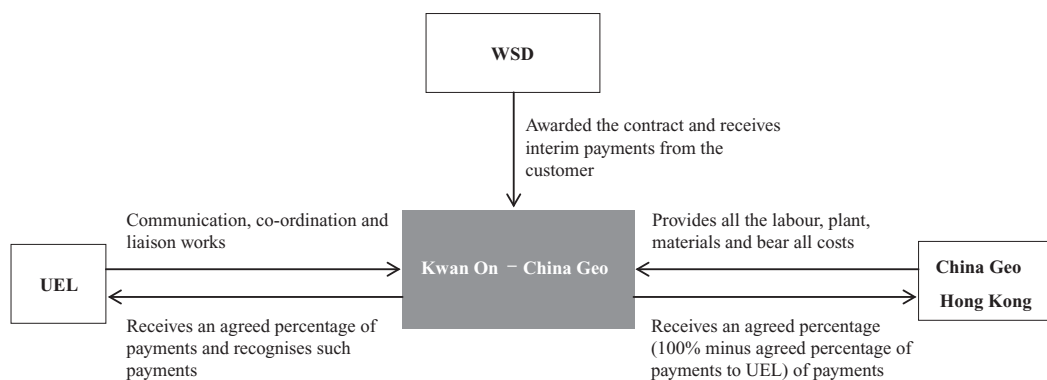 WSD
Awarded the contract and receives
interim payments from the
customer
Communication, co-ordination and
liaison works
Provides all the labour, plant,
materials and bear all costs
UEL
Kwan On – China Geo
China Geo
Hong Kong
Receives an agreed percentage of
payments and recognises such
payments
Receives an agreed percentage
(100% minus agreed percentage of
payments to UEL) of payments